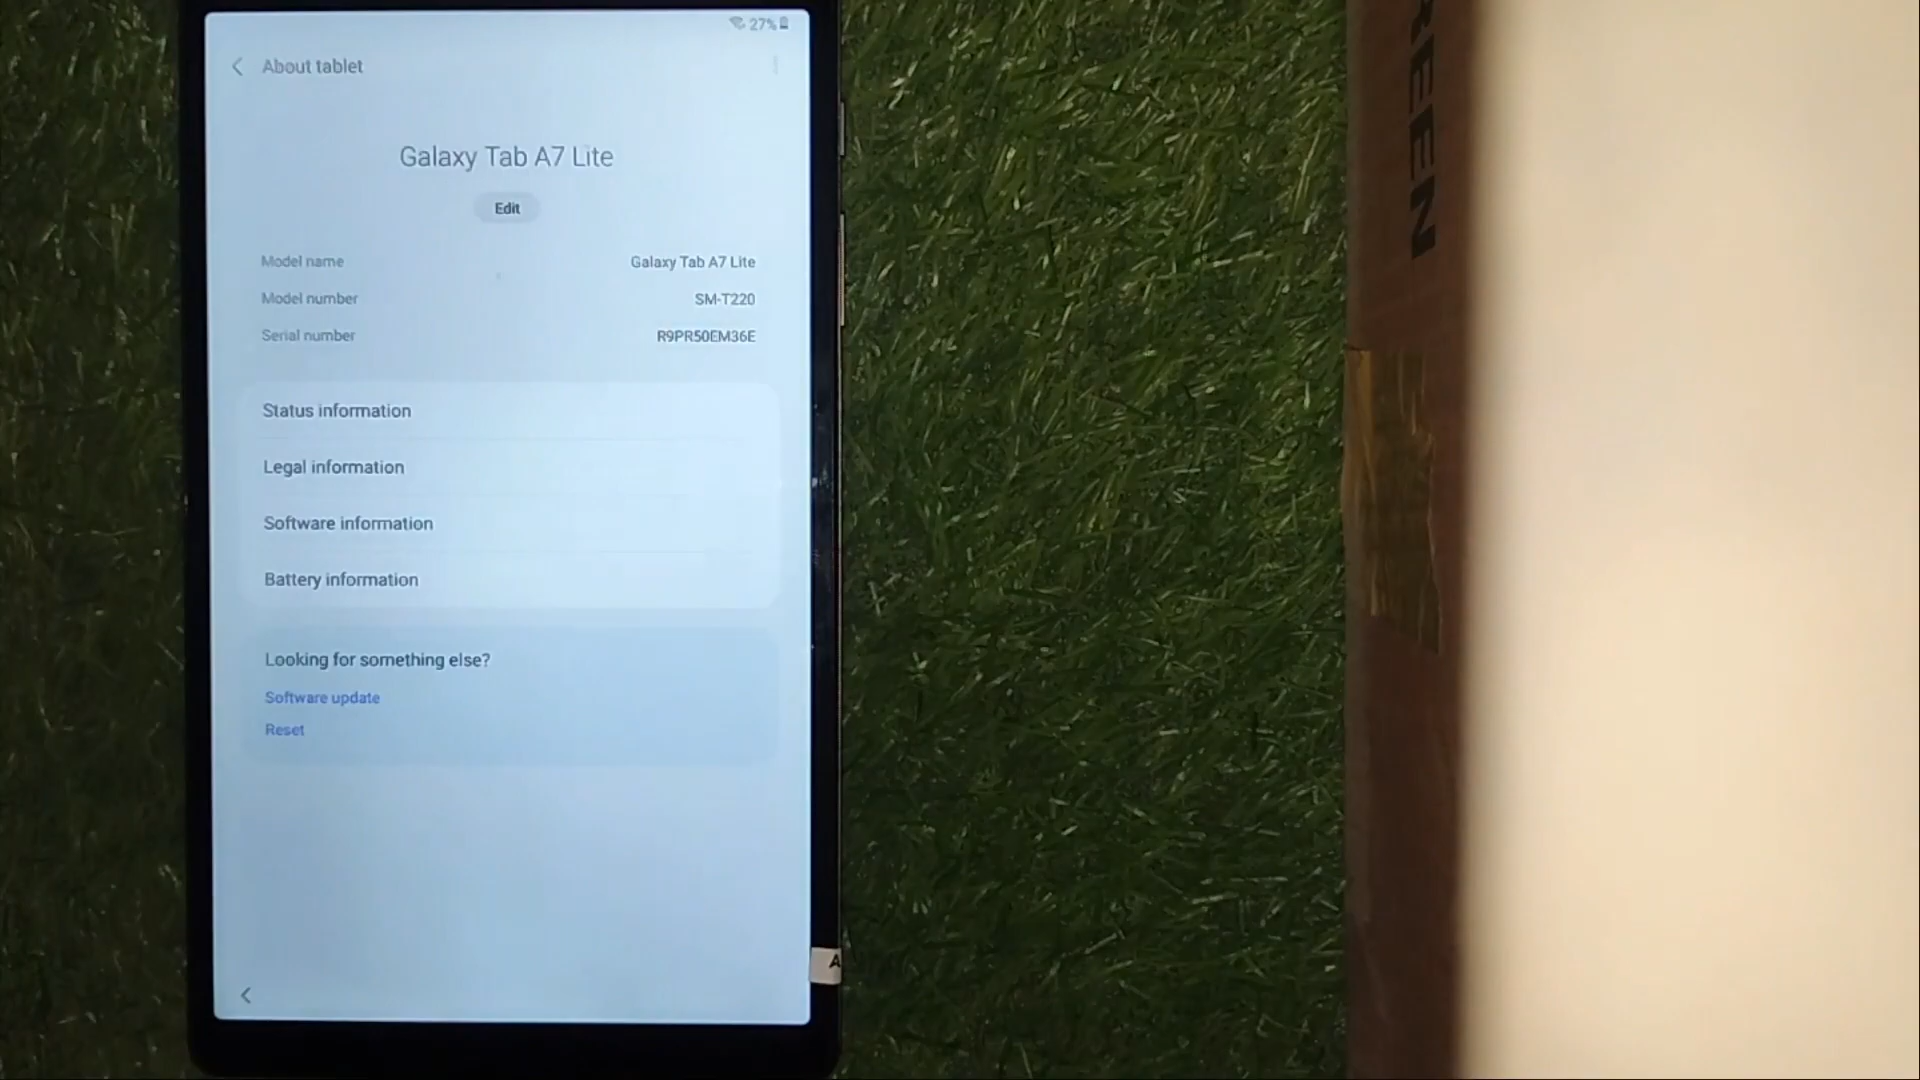 27%
About tablet
Galaxy Tab A7 Lite
Edit
Model name Galaxy Tab A7 Lite
Model number SM-T220
Serial number R9PR50EM36E
Status information
Legal information
Software information
Battery information
Looking for something else?
Software update
Reset
A
REEN